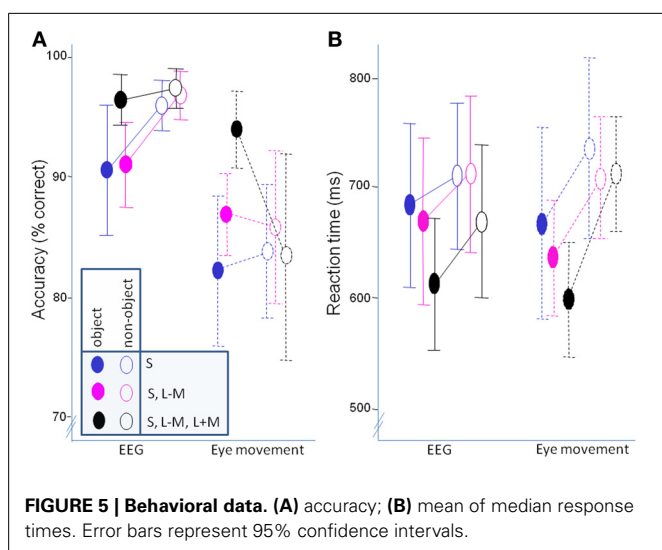 A
B
100
90
80
70
Accuracy (% correct)
object
non-object
S
S, L-M
S, L-M, L+M
EEG
Eye movement
800
700
600
500
Reaction time (ms)
EEG
Eye movement
FIGURE 5 | Behavioral data. (A) accuracy; (B) mean of median response
times. Error bars represent 95% confidence intervals.